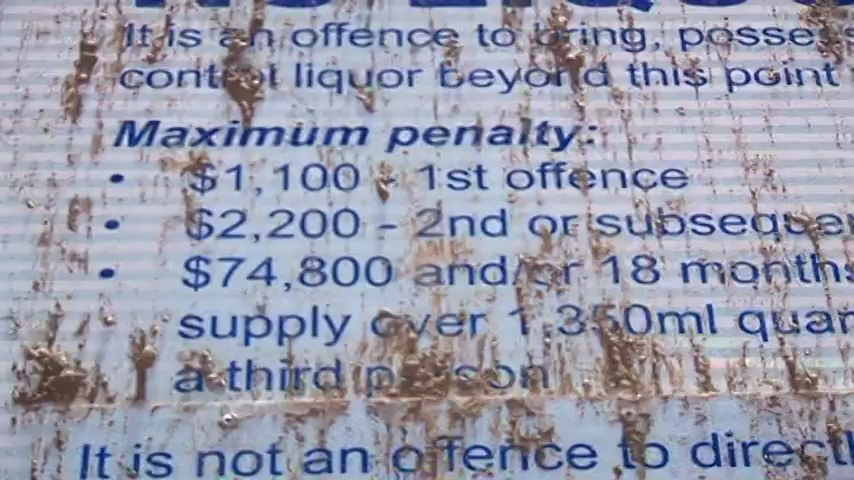 It is an offence to bring, posses
control liquor beyond this point
Maximum penalty:
• $1,100 - 1st offence
• $2,200 - 2nd or subsequen
• $74,800 and/or 18 months
supply over 1,350ml quan
a third person
It is not an offence to direct